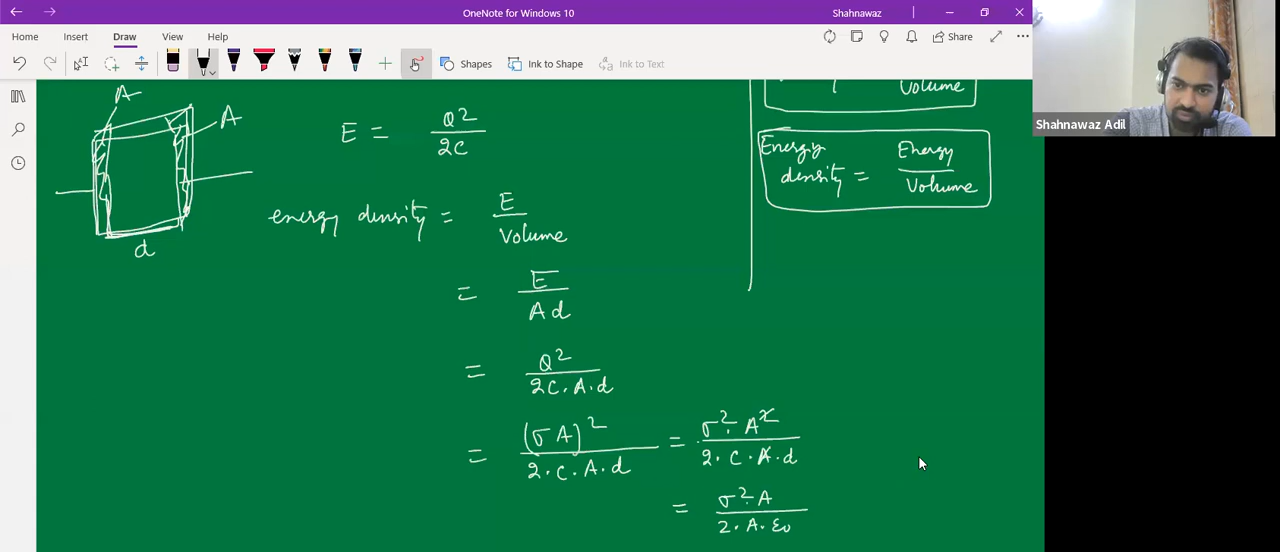 OneNote for Windows 10
Shahnawaz
Home Insert Draw View Help
Share
Shapes
Ink to Shape
Ink to Text
Shahnawaz Adil
A
A
d
E = Q²/2C
energy density = E/Volume
= E/Ad
= Q²/2C·A·d
= (σA)²/2·C·A·d = σ²·A²/2·C·A·d
= σ²·A/2·A·ε₀
Volume
Energy density = Energy/Volume